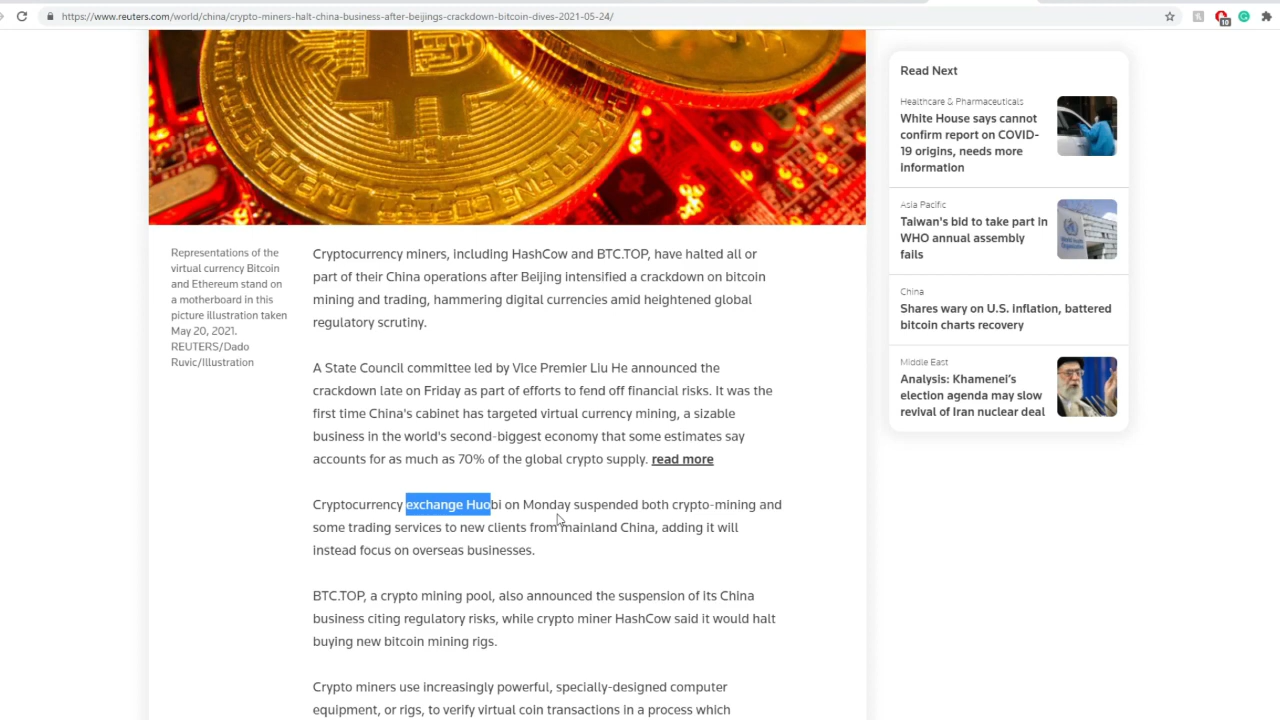 https://www.reuters.com/world/china/crypto-miners-halt-china-business-after-beijings-crackdown-bitcoin-dives-2021-05-24/
10
Representations of the
virtual currency Bitcoin
and Ethereum stand on
a motherboard in this
picture illustration taken
May 20, 2021.
REUTERS/Dado
Ruvic/Illustration
Cryptocurrency miners, including HashCow and BTC.TOP, have halted all or
part of their China operations after Beijing intensified a crackdown on bitcoin
mining and trading, hammering digital currencies amid heightened global
regulatory scrutiny.
A State Council committee led by Vice Premier Liu He announced the
crackdown late on Friday as part of efforts to fend off financial risks. It was the
first time China's cabinet has targeted virtual currency mining, a sizable
business in the world's second-biggest economy that some estimates say
accounts for as much as 70% of the global crypto supply. read more
Cryptocurrency exchange Huobi on Monday suspended both crypto-mining and
some trading services to new clients from mainland China, adding it will
instead focus on overseas businesses.
BTC.TOP, a crypto mining pool, also announced the suspension of its China
business citing regulatory risks, while crypto miner HashCow said it would halt
buying new bitcoin mining rigs.
Crypto miners use increasingly powerful, specially-designed computer
equipment, or rigs, to verify virtual coin transactions in a process which
Read Next
Healthcare & Pharmaceuticals
White House says cannot
confirm report on COVID-
19 origins, needs more
information
Asia Pacific
Taiwan's bid to take part in
WHO annual assembly
fails
China
Shares wary on U.S. inflation, battered
bitcoin charts recovery
Middle East
Analysis: Khamenei's
election agenda may slow
revival of Iran nuclear deal